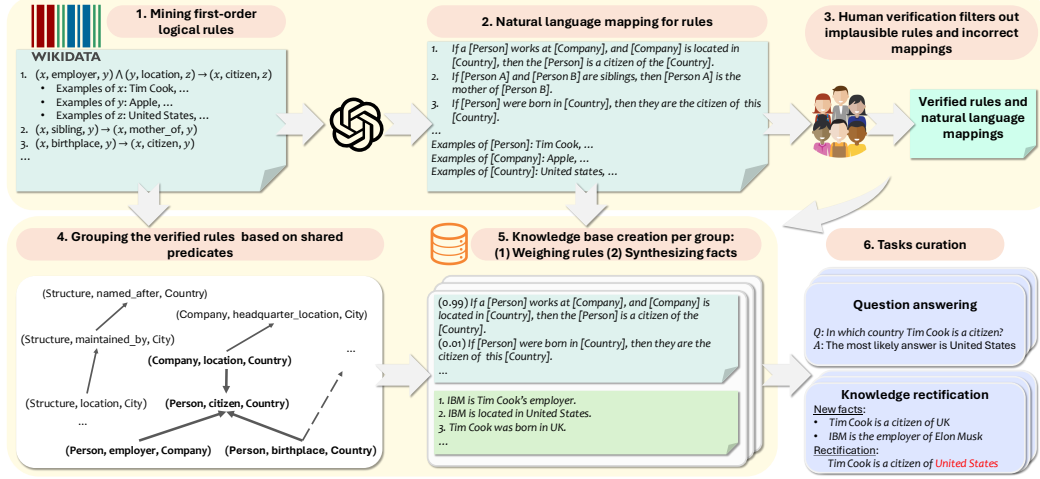 1. Mining first-order
logical rules
WIKIDATA
1. (x, employer, y) ⋀ (y, location, z) → (x, citizen, z)
• Examples of x: Tim Cook, ...
• Examples of y: Apple, ...
• Examples of z: United States, ...
2. (x, sibling, y) → (x, mother_of, y)
3. (x, birthplace, y) → (x, citizen, y)
...
2. Natural language mapping for rules
1. If a [Person] works at [Company], and [Company] is located in
[Country], then the [Person] is a citizen of the [Country].
2. If [Person A] and [Person B] are siblings, then [Person A] is the
mother of [Person B].
3. If [Person] were born in [Country], then they are the citizen of this
[Country].
...
Examples of [Person]: Tim Cook, ...
Examples of [Company]: Apple, ...
Examples of [Country]: United states, ...
3. Human verification filters out
implausible rules and incorrect
mappings
Verified rules and
natural language
mappings
4. Grouping the verified rules based on shared
predicates
(Structure, named_after, Country)
(Company, headquarter_location, City)
(Structure, maintained_by, City)
...
(Company, location, Country)
(Structure, location, City)
(Person, citizen, Country)
...
(Person, employer, Company)
(Person, birthplace, Country)
5. Knowledge base creation per group:
(1) Weighing rules (2) Synthesizing facts
(0.99) If a [Person] works at [Company], and [Company] is
located in [Country], then the [Person] is a citizen of the
[Country].
(0.01) If [Person] were born in [Country], then they are the
citizen of this [Country].
...
1. IBM is Tim Cook's employer.
2. IBM is located in United States.
3. Tim Cook was born in UK.
...
6. Tasks curation
Question answering
Q: In which country Tim Cook is a citizen?
A: The most likely answer is United States
Knowledge rectification
New facts:
• Tim Cook is a citizen of UK
• IBM is the employer of Elon Musk
Rectification:
Tim Cook is a citizen of United States